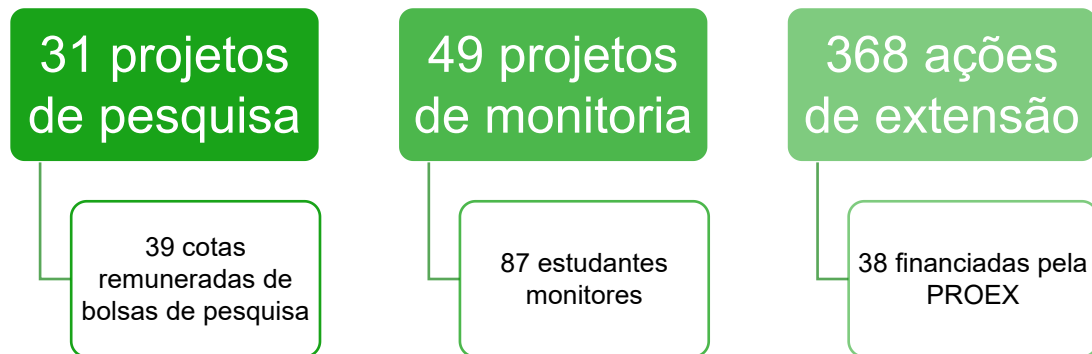 31 projetos
de pesquisa
39 cotas
remuneradas de
bolsas de pesquisa
49 projetos
de monitoria
87 estudantes
monitores
368 ações
de extensão
38 financiadas pela
PROEX